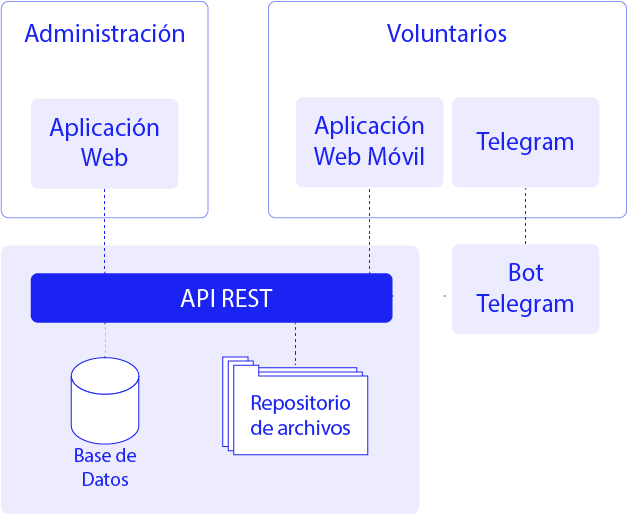 Administración
Voluntarios
Aplicación
Web
Aplicación
Web Móvil
Telegram
API REST
Bot
Telegram
Base de
Datos
Repositorio
de archivos